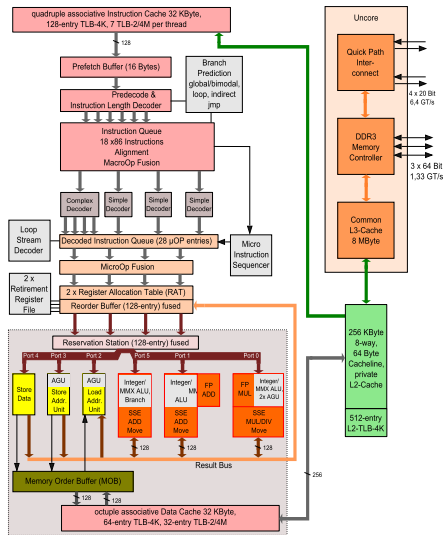 quadruple associative Instruction Cache 32 KByte,
128-entry TLB-4K, 7 TLB-2/4M per thread
128
Prefetch Buffer (16 Bytes)
Predecode &
Instruction Length Decoder
Branch
Prediction
global/bimodal,
loop, indirect
jmp
Instruction Queue
18 x86 Instructions
Alignment
MacroOp Fusion
Complex
Decoder
Simple
Decoder
Simple
Decoder
Simple
Decoder
Loop
Stream
Decoder
Decoded Instruction Queue (28 µOP entries)
Micro
Instruction
Sequencer
MicroOp Fusion
2 x
Retirement
Register
File
2 x Register Allocation Table (RAT)
Reorder Buffer (128-entry) fused
Reservation Station (128-entry) fused
Port 4
Port 3
Port 2
Port 5
Port 1
Port 0
Store
Data
AGU
Store
Addr.
Unit
AGU
Load
Addr.
Unit
Integer/
MMX ALU,
Branch
SSE
ADD
Move
Integer/
ALU
FP
ADD
SSE
ADD
Move
FP
MUL
Integer/
MMX ALU,
2x AGU
SSE
MUL/DIV
Move
128
128
128
Result Bus
Memory Order Buffer (MOB)
128
128
octuple associative Data Cache 32 KByte,
64-entry TLB-4K, 32-entry TLB-2/4M
256
256 KByte
8-way,
64 Byte
Cacheline,
private
L2-Cache
512-entry
L2-TLB-4K
Uncore
Quick Path
Inter-
connect
4 x 20 Bit
6,4 GT/s
DDR3
Memory
Controller
3 x 64 Bit
1,33 GT/s
Common
L3-Cache
8 MByte